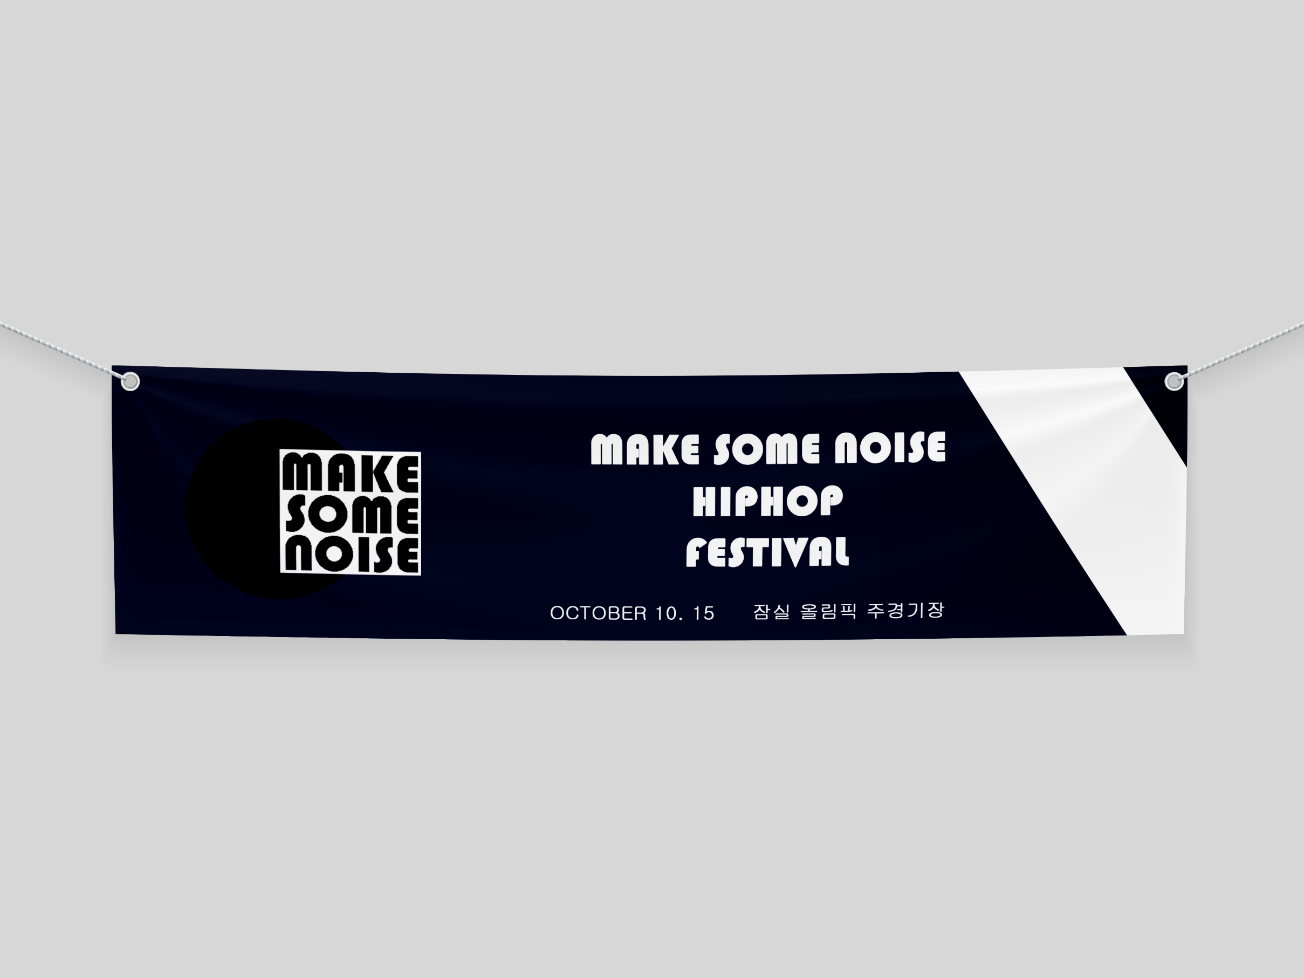 MAKE
SOME
NOISE
MAKE SOME NOISE
HIPHOP
FESTIVAL
OCTOBER 10. 15 잠실 올림픽 주경기장